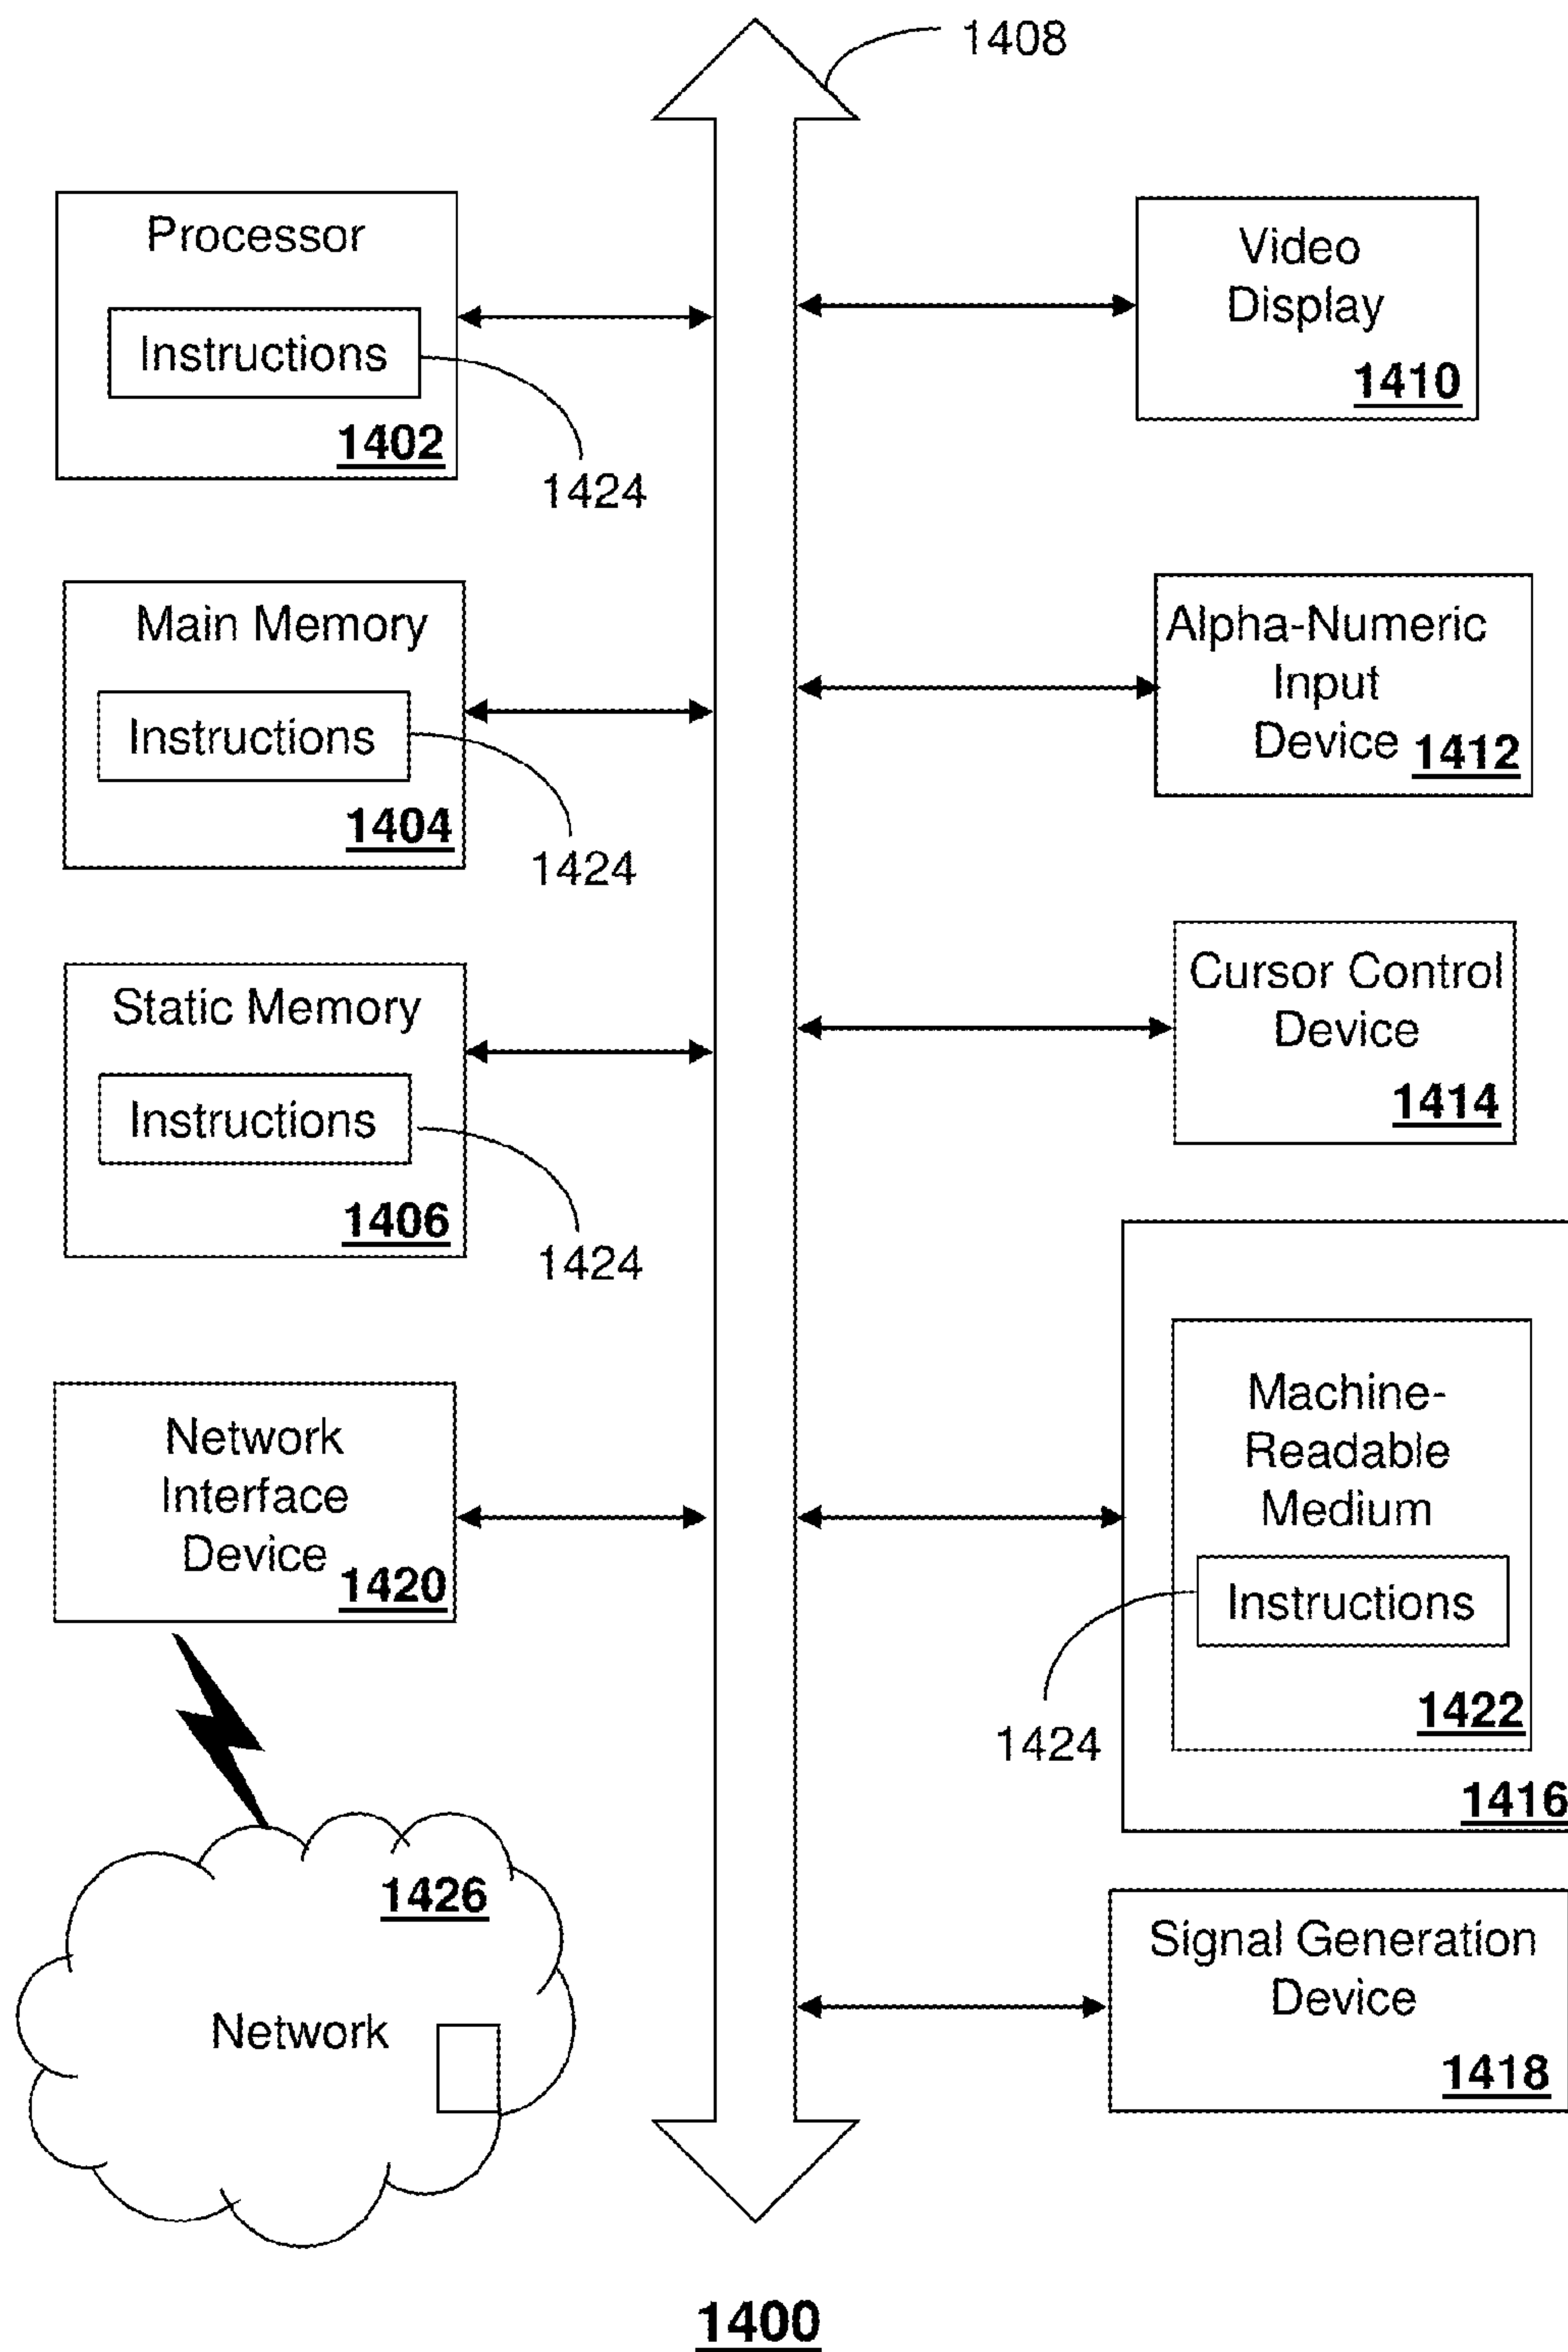 1408
Processor
Instructions
1402
1424
Main Memory
Instructions
1404
1424
Static Memory
Instructions
1406
1424
Network
Interface
Device
1420
1426
Network
Video
Display
1410
Alpha-Numeric
Input
Device 1412
Cursor Control
Device
1414
Machine-
Readable
Medium
Instructions
1424
1422
1416
Signal Generation
Device
1418
1400